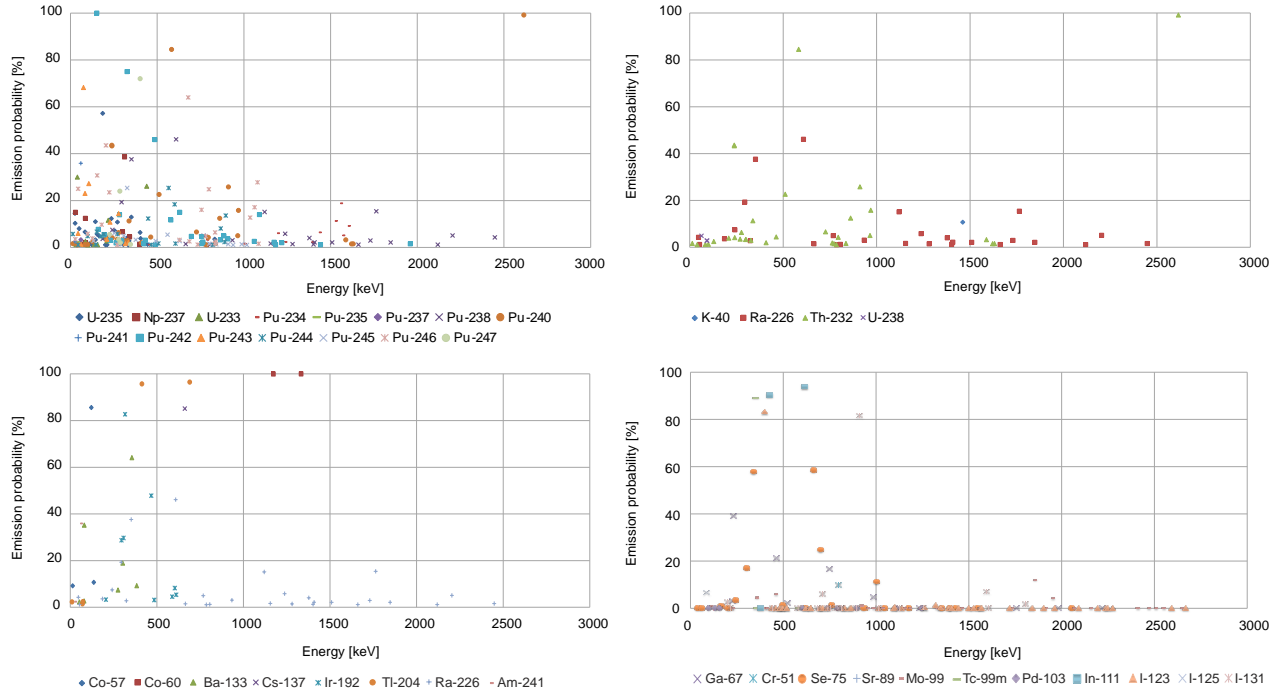 100
80
60
40
20
0
Emission probability [%]
0 500 1000 1500 2000 2500 3000
Energy [keV]
U-235 Np-237 U-233 Pu-234 Pu-235 Pu-237 Pu-238 Pu-240
Pu-241 Pu-242 Pu-243 Pu-244 Pu-245 Pu-246 Pu-247
100
80
60
40
20
0
Emission probability [%]
0 500 1000 1500 2000 2500 3000
Energy [keV]
K-40 Ra-226 Th-232 U-238
100
80
60
40
20
0
Emission probability [%]
0 500 1000 1500 2000 2500 3000
Energy [keV]
Co-57 Co-60 Ba-133 Cs-137 Ir-192 Tl-204 Ra-226 Am-241
100
80
60
40
20
0
Emission probability [%]
0 500 1000 1500 2000 2500 3000
Energy [keV]
Ga-67 Cr-51 Se-75 Sr-89 Mo-99 Tc-99m Pd-103 In-111 I-123 I-125 I-131